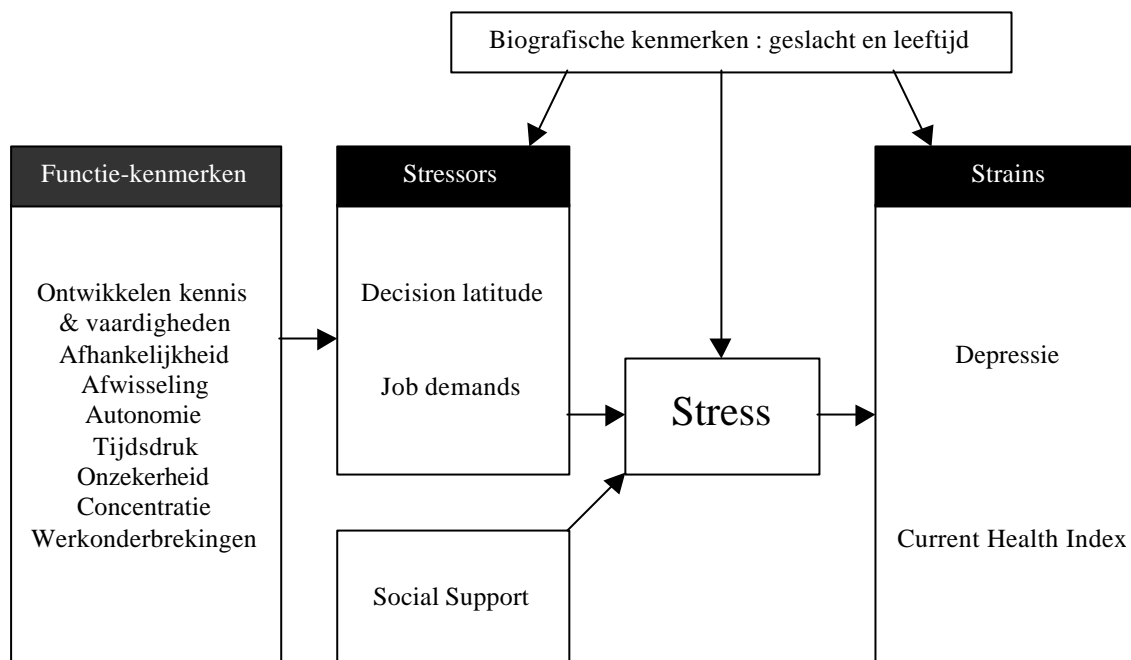 Biografische kenmerken : geslacht en leeftijd
Functie-kenmerken
Ontwikkelen kennis
& vaardigheden
Afhankelijkheid
Afwisseling
Autonomie
Tijdsdruk
Onzekerheid
Concentratie
Werkonderbrekingen
Stressors
Decision latitude
Job demands
Social Support
Stress
Strains
Depressie
Current Health Index